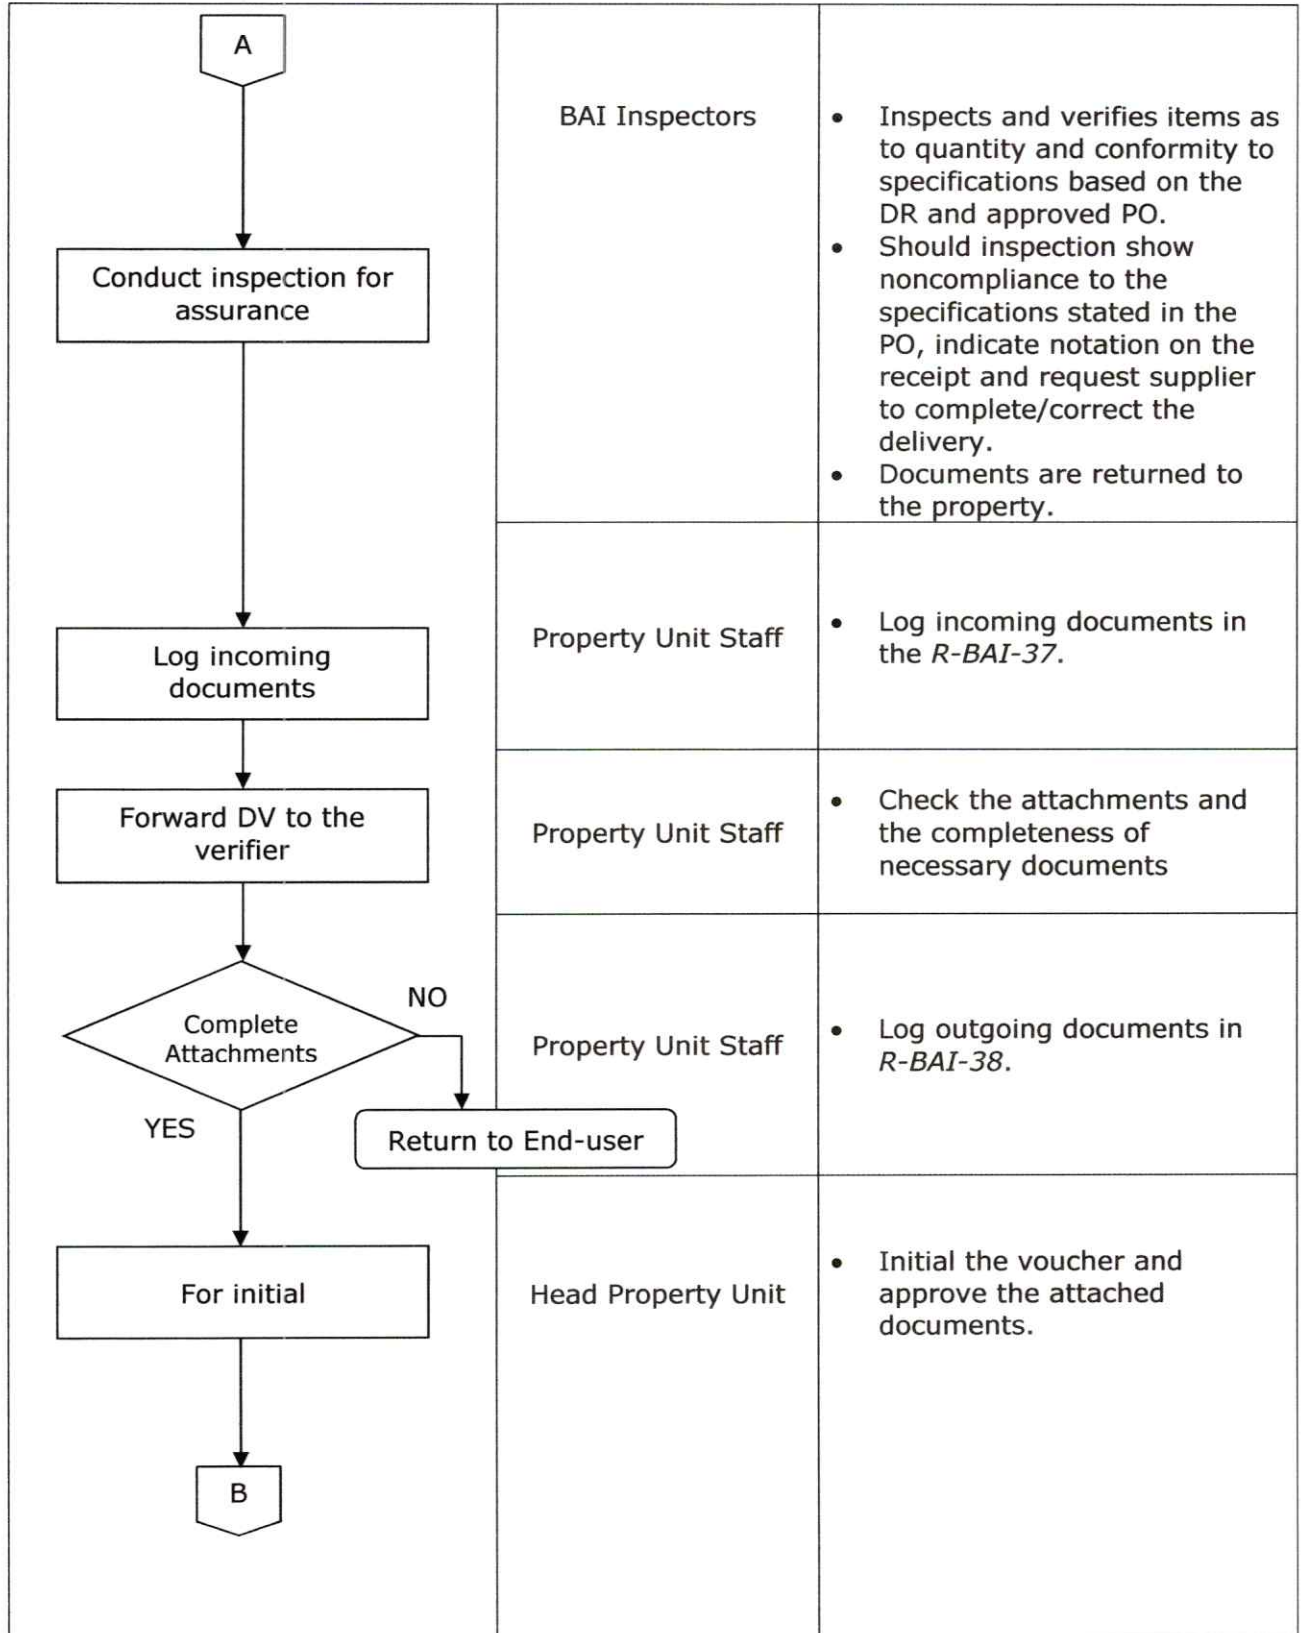 A
BAI Inspectors
• Inspects and verifies items as
to quantity and conformity to
specifications based on the
DR and approved PO.
• Should inspection show
noncompliance to the
specifications stated in the
PO, indicate notation on the
receipt and request supplier
to complete/correct the
delivery.
• Documents are returned to
the property.
Conduct inspection for
assurance
Log incoming
documents
Property Unit Staff
• Log incoming documents in
the R-BAI-37.
Forward DV to the
verifier
Property Unit Staff
• Check the attachments and
the completeness of
necessary documents
Complete
Attachments
NO
YES
Return to End-user
Property Unit Staff
• Log outgoing documents in
R-BAI-38.
For initial
Head Property Unit
• Initial the voucher and
approve the attached
documents.
B